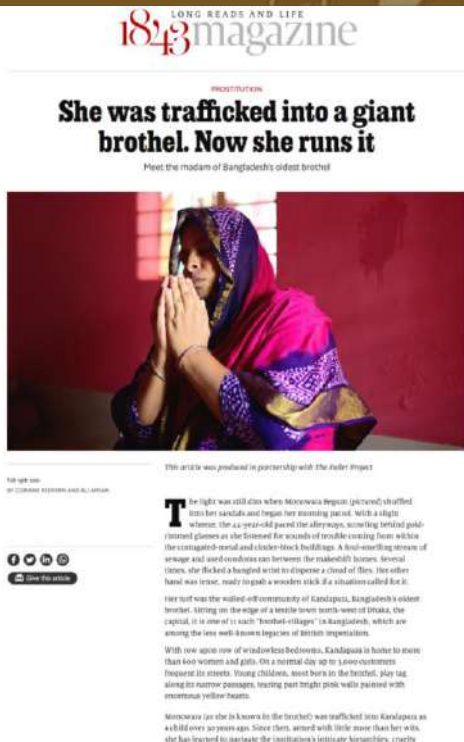 LONG READS AND LIFE
1843 magazine
PROSTITUTION
She was trafficked into a giant
brothel. Now she runs it
Meet the madam of Bangladesh's oldest brothel
This article was produced in partnership with The Fuller Project
BY CORINNE REDFERN AND ALI AHSAN
Give this article
The light was still dim when Monowara Begum (pictured) shuffled
into her sandals and began her morning patrol. With a slight
wheeze, the 44-year-old paced the alleyways, scowling behind gold-
rimmed glasses as she listened for sounds of trouble coming from within
the corrugated-metal and cinder-block buildings. A foul-smelling stream of
sewage and used condoms ran between the makeshift homes. Several
times, she flicked a bangled wrist to disperse a cloud of flies. Her other
hand was tense, ready to grab a wooden stick if a situation called for it.
Her turf was the walled-off community of Kandapara, Bangladesh's oldest
brothel. Sitting on the edge of a textile town north-west of Dhaka, the
capital, it is one of 11 such "brothel-villages" in Bangladesh, which are
among the less well-known legacies of British imperialism.
With row upon row of windowless bedrooms, Kandapara is home to more
than 600 women and girls. On a normal day up to 3,000 customers
frequent its streets. Young children, most born in the brothel, play tag
along its narrow passages, tearing past bright pink walls painted with
enormous yellow hearts.
Monowara (as she is known in the brothel) was trafficked into Kandapara as
a child over 30 years ago. Since then, armed with little more than her wits,
she has learned to navigate the institution's intricate hierarchies, cruelty